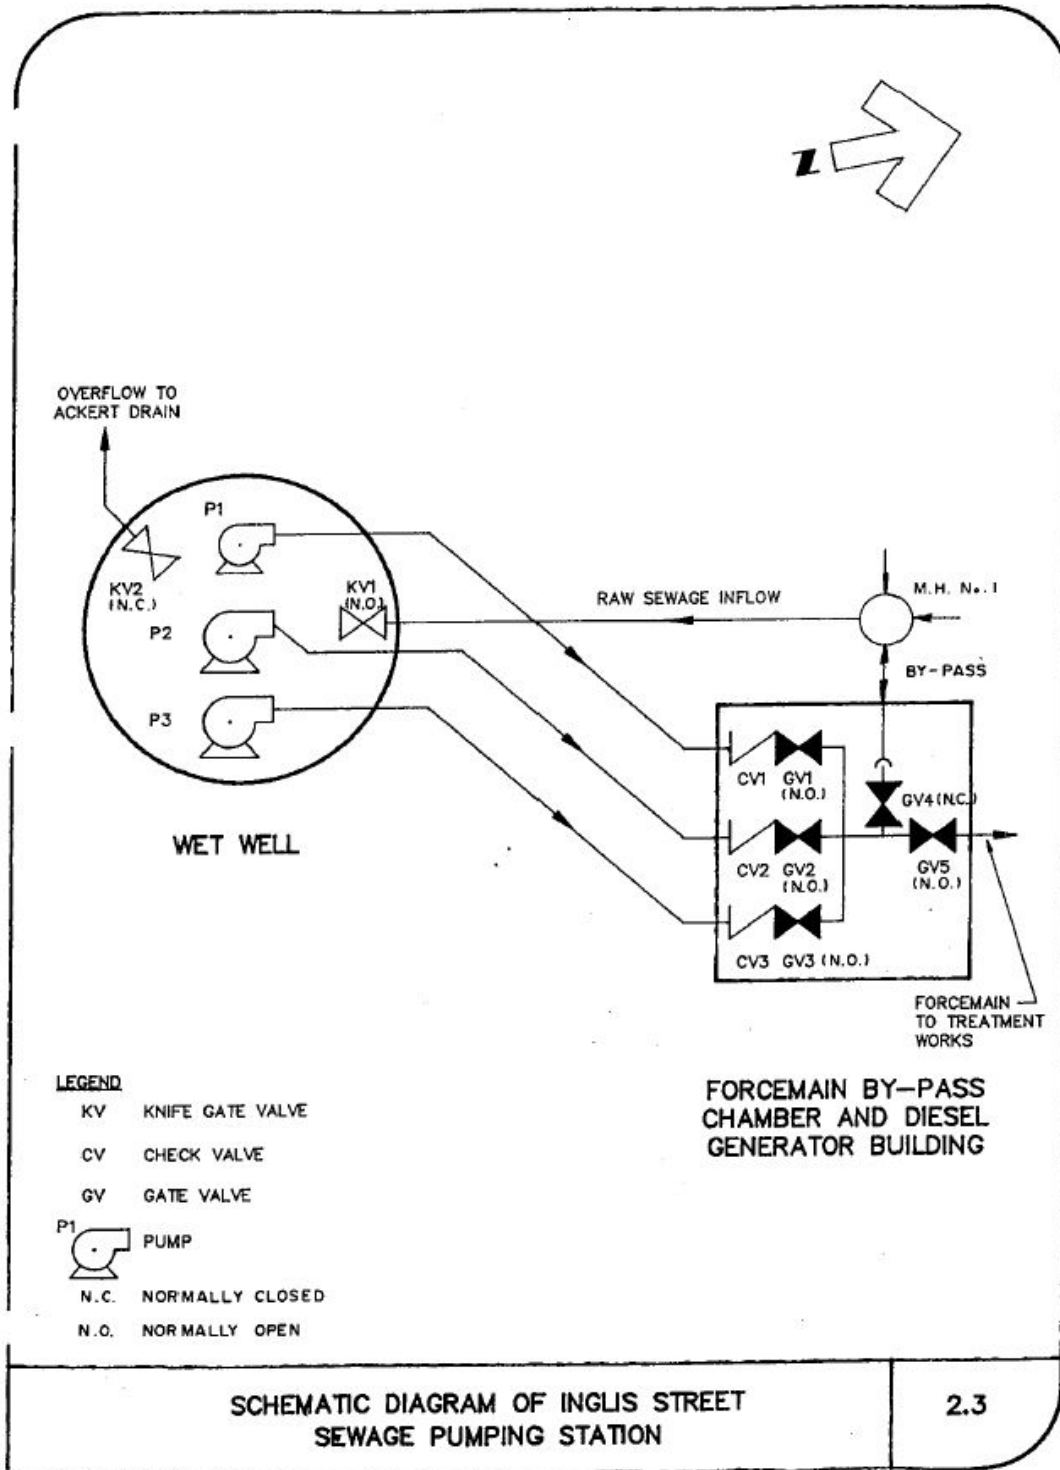 Z
OVERFLOW TO
ACKERT DRAIN
P1
KV2
(N.C.)
KV1
(N.O.)
P2
P3
RAW SEWAGE INFLOW
M.H. No. 1
BY-PASS
WET WELL
CV1 GV1
(N.O.)
GV4(N.C.)
CV2 GV2
(N.O.)
GV5
(N.O.)
CV3 GV3 (N.O.)
FORCEMAIN
TO TREATMENT
WORKS
FORCEMAIN BY-PASS
CHAMBER AND DIESEL
GENERATOR BUILDING
LEGEND
KV KNIFE GATE VALVE
CV CHECK VALVE
GV GATE VALVE
P1 PUMP
N.C. NORMALLY CLOSED
N.O. NORMALLY OPEN
SCHEMATIC DIAGRAM OF INGLIS STREET
SEWAGE PUMPING STATION
2.3